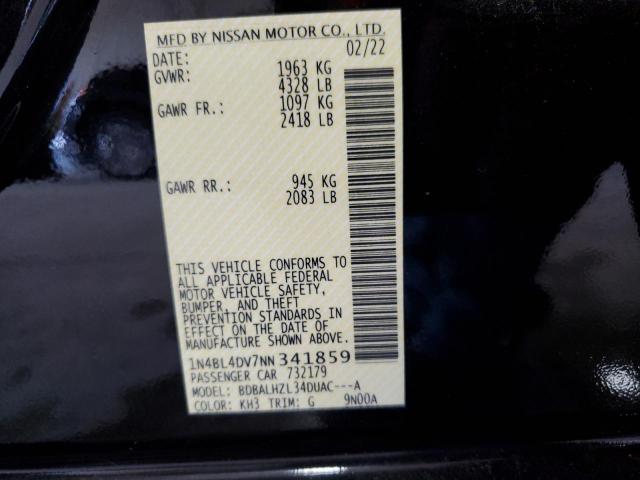 MFD BY NISSAN MOTOR CO., LTD.
DATE: 02/22
GVWR: 1963 KG
4328 LB
GAWR FR.: 1097 KG
2418 LB
GAWR RR.: 945 KG
2083 LB
THIS VEHICLE CONFORMS TO
ALL APPLICABLE FEDERAL
MOTOR VEHICLE SAFETY,
BUMPER, AND THEFT
PREVENTION STANDARDS IN
EFFECT ON THE DATE OF
MANUFACTURE SHOWN ABOVE.
1N4BL4DV7NN341859
PASSENGER CAR 732179
MODEL: BDBALHZL34DUAC---A
COLOR: KH3 TRIM: G 9N00A